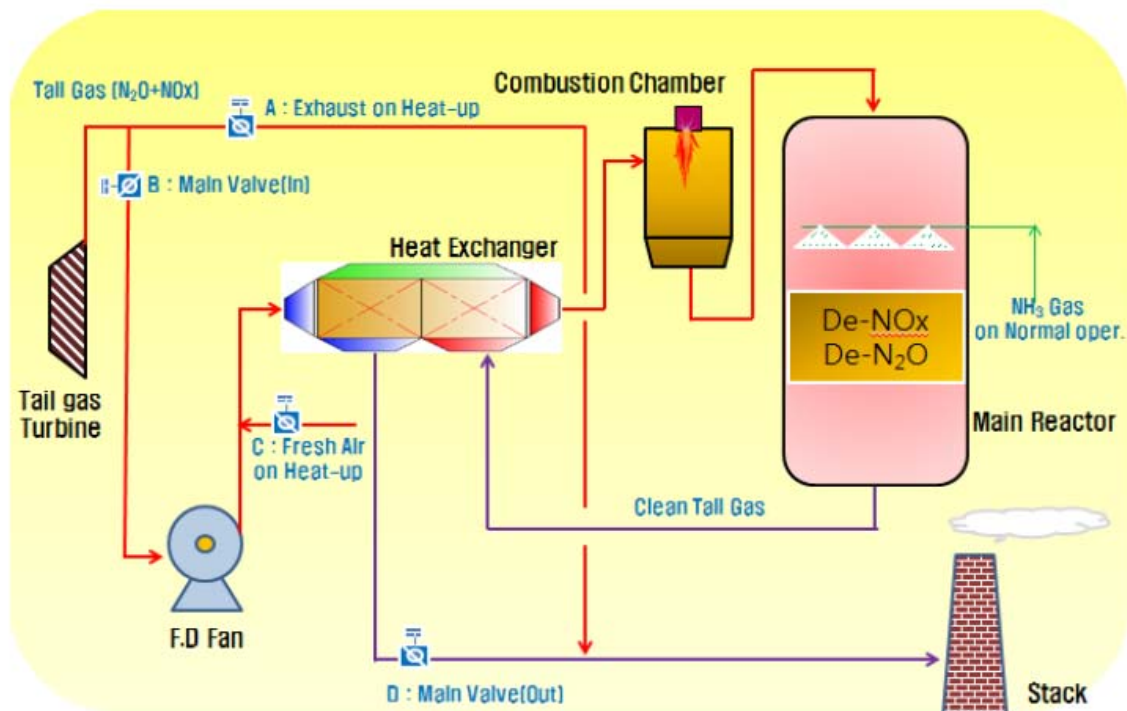 Combustion Chamber
Tall Gas (N₂O+NOx)
A : Exhaust on Heat-up
B : Main Valve(In)
Heat Exchanger
NH₃ Gas
on Normal oper.
De-NOx
De-N₂O
Tail gas
Turbine
Main Reactor
C : Fresh Air
on Heat-up
Clean Tall Gas
F.D Fan
D : Main Valve(Out)
Stack